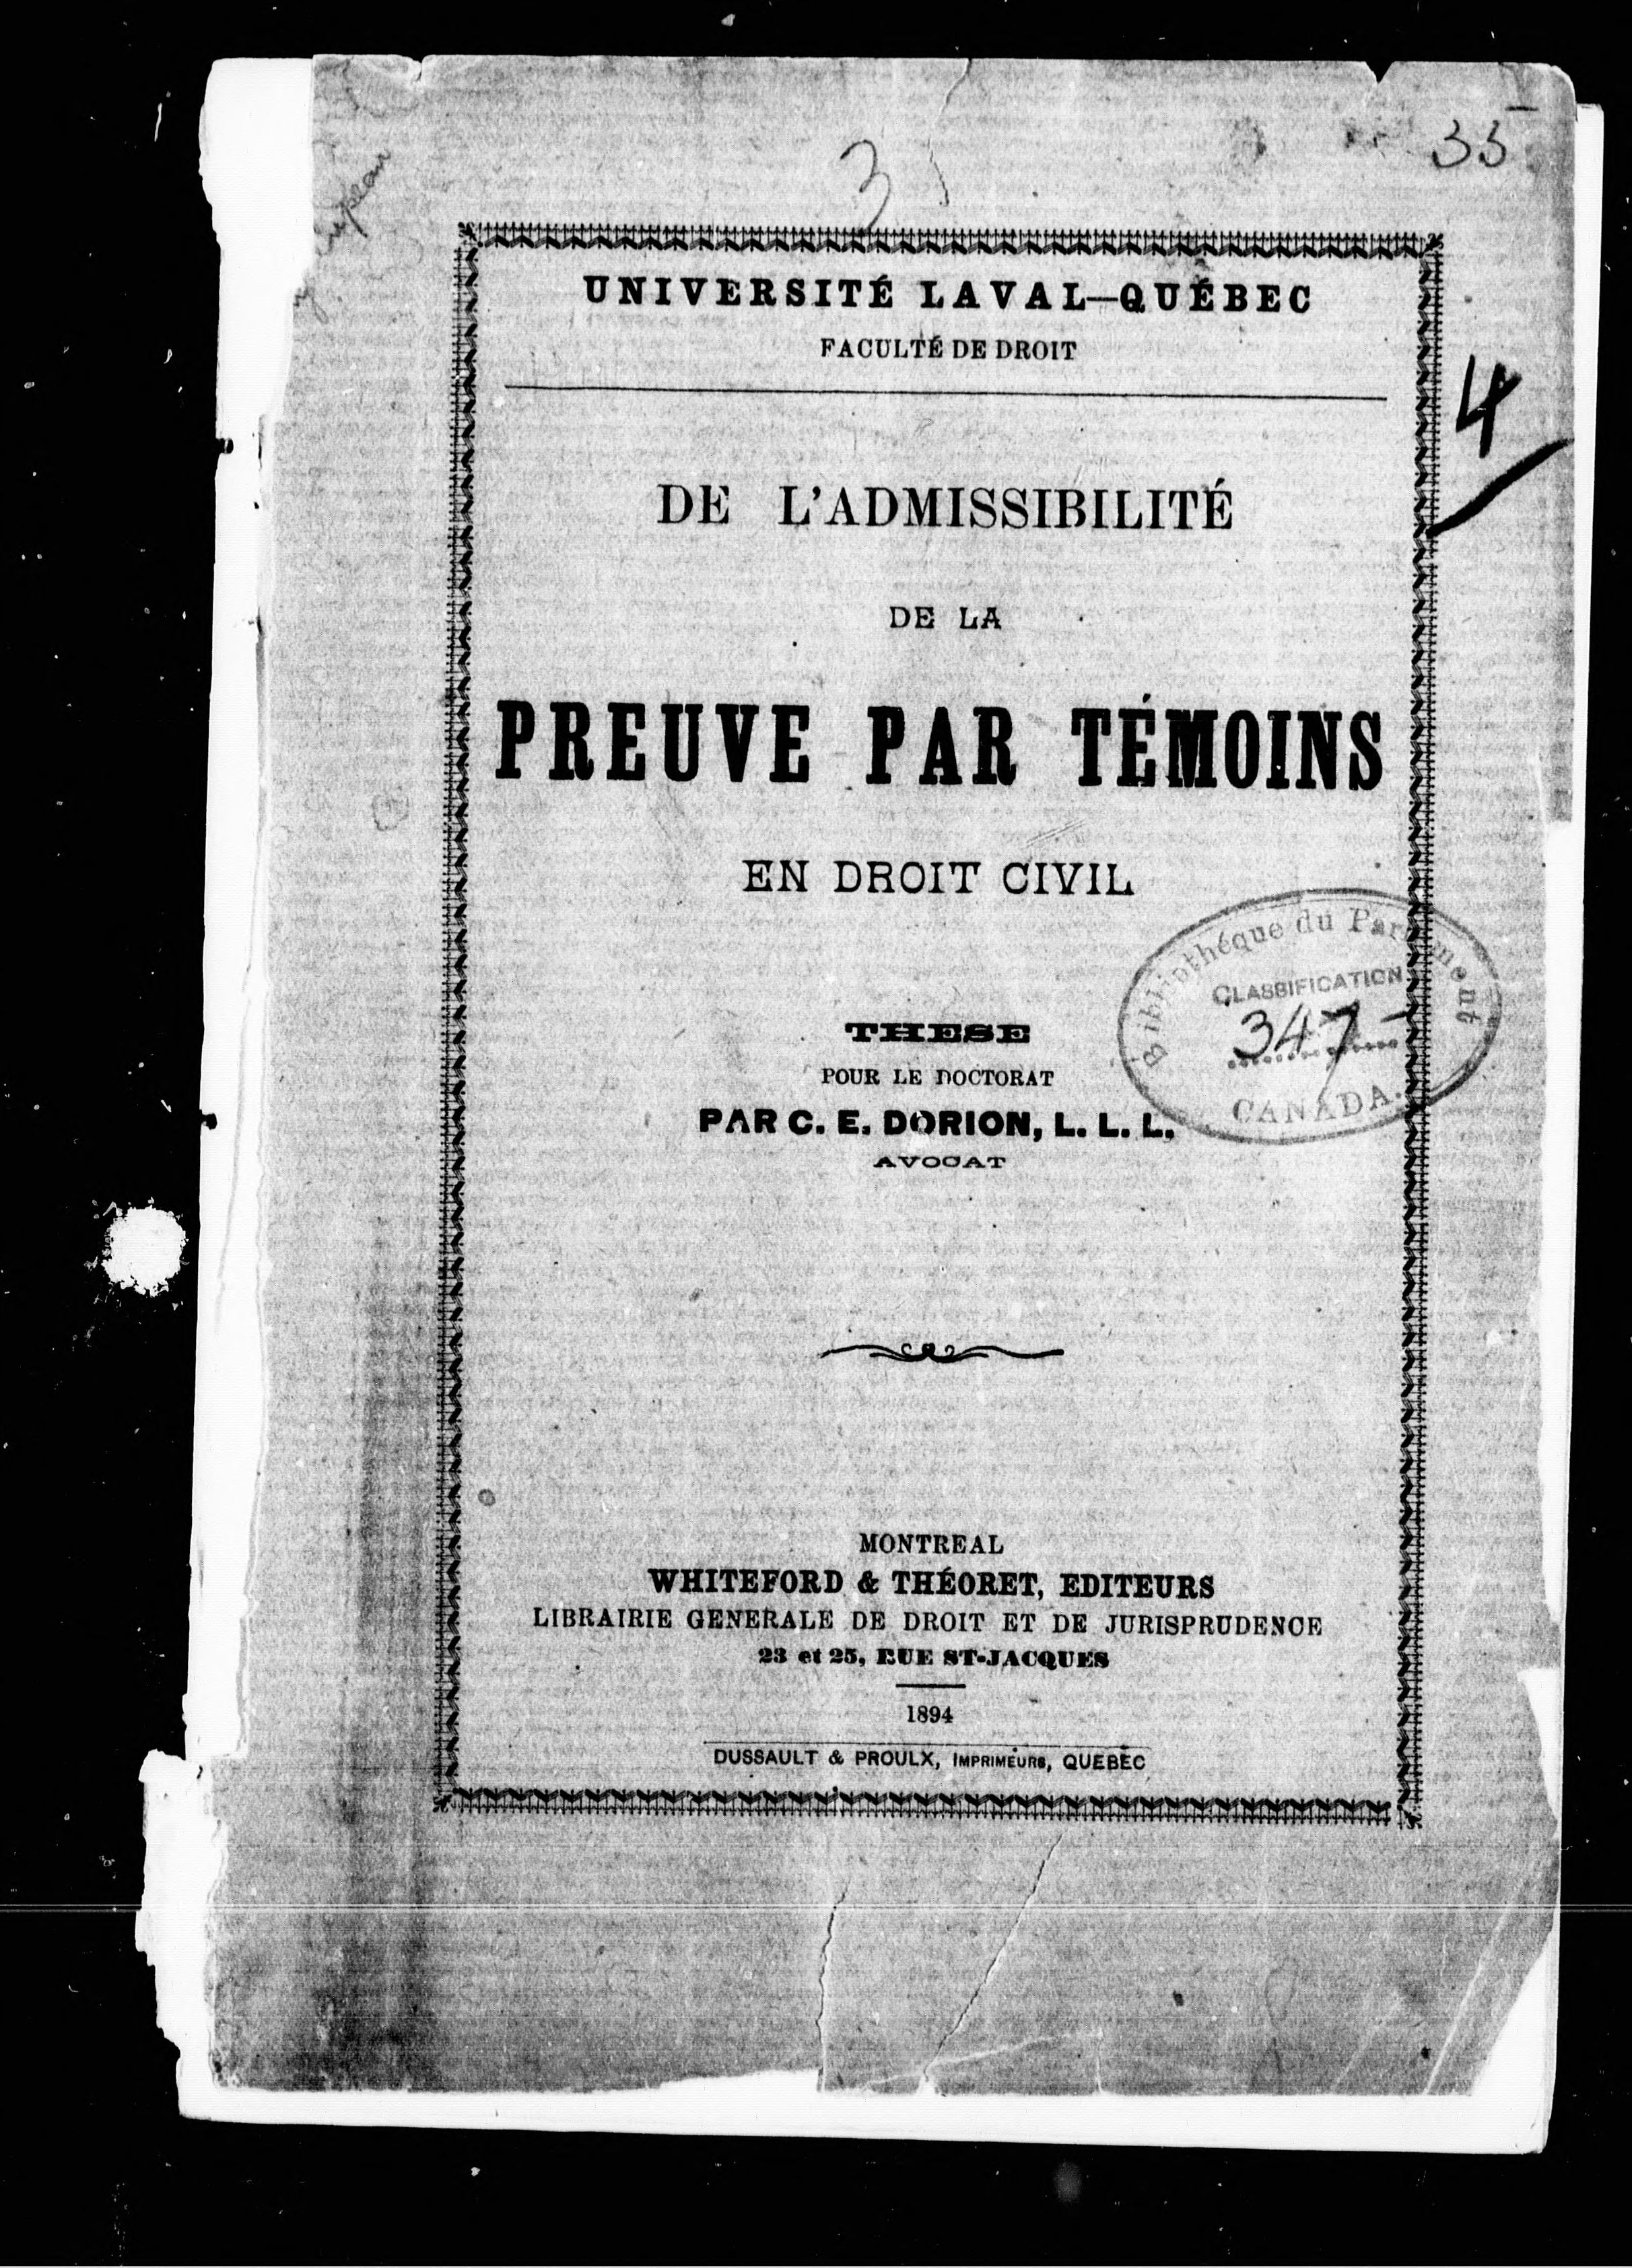 3
35
UNIVERSITÉ LAVAL—QUÉBEC
FACULTÉ DE DROIT
4
DE L'ADMISSIBILITÉ
DE LA
PREUVE PAR TÉMOINS
EN DROIT CIVIL
Bibliothéque du Parlement
CLASSIFICATION
347-
CANADA.
THESE
POUR LE DOCTORAT
PAR C. E. DORION, L. L. L.
AVOCAT
MONTREAL
WHITEFORD & THÉORET, EDITEURS
LIBRAIRIE GENERALE DE DROIT ET DE JURISPRUDENCE
23 et 25, RUE ST-JACQUES
1894
DUSSAULT & PROULX, IMPRIMEURS, QUEBEC